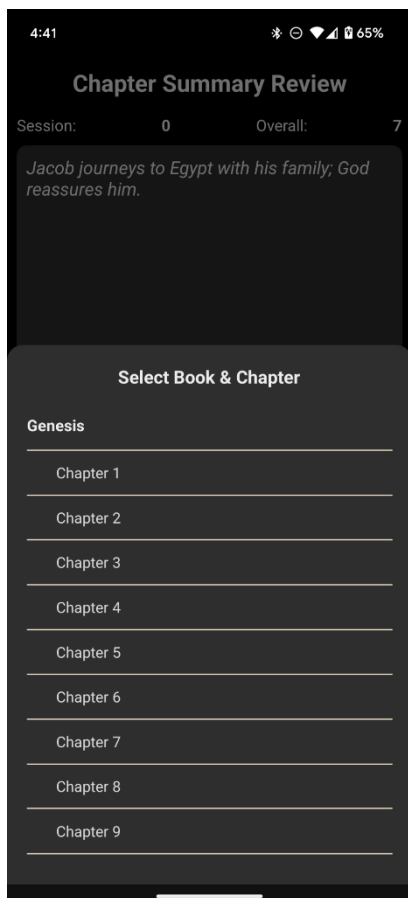 4:41 65%
Chapter Summary Review
Session: 0 Overall: 7
Jacob journeys to Egypt with his family; God
reassures him.
Select Book & Chapter
Genesis
Chapter 1
Chapter 2
Chapter 3
Chapter 4
Chapter 5
Chapter 6
Chapter 7
Chapter 8
Chapter 9